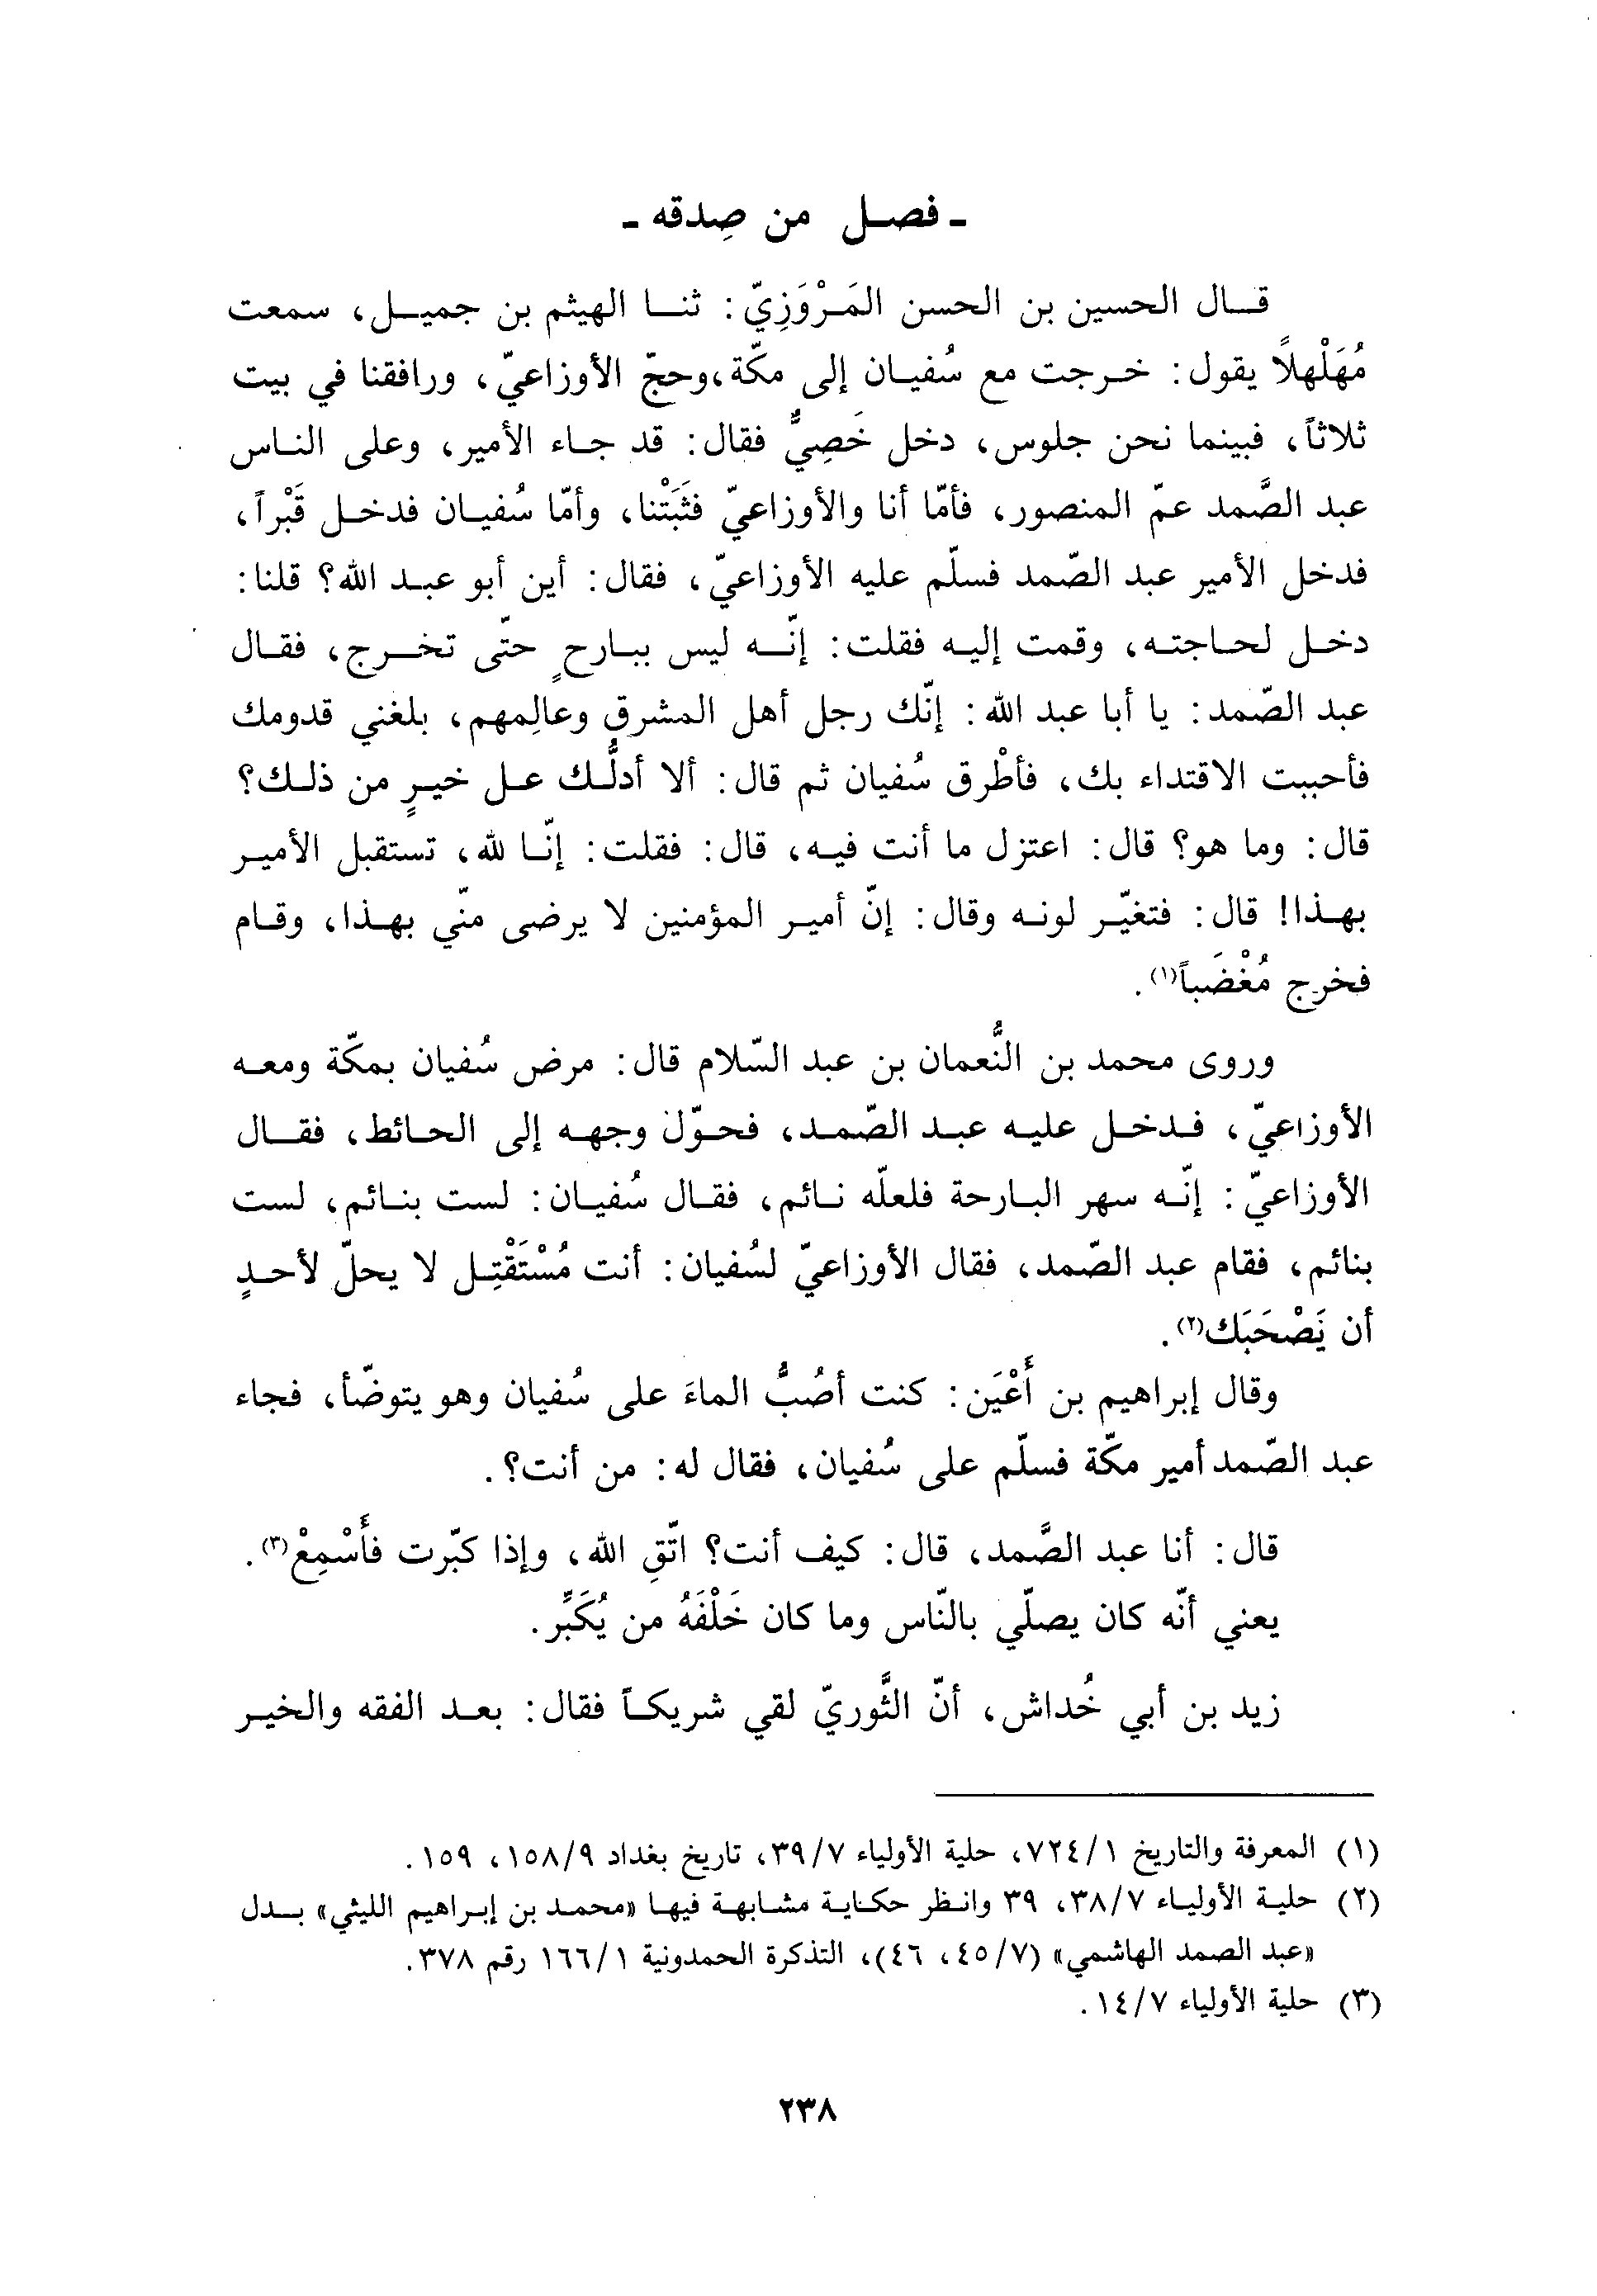 ـ فصل من صِدقه ـ
قال الحسين بن الحسن المَرْوَزِيّ: ثنا الهيثم بن جميل، سمعت
مُهَلْهلاً يقول: خرجت مع سُفيان إلى مكّة، وحجّ الأوزاعيّ، ورافقنا في بيت
ثلاثاً، فبينما نحن جلوس، دخل خَصِيٌّ فقال: قد جاء الأمير، وعلى الناس
عبد الصَّمد عمّ المنصور، فأمّا أنا والأوزاعيّ فثَبَتْنا، وأمّا سُفيان فدخل قَبْراً،
فدخل الأمير عبد الصّمد فسلّم عليه الأوزاعيّ، فقال: أين أبو عبد الله؟ قلنا:
دخل لحاجته، وقمت إليه فقلت: إنّه ليس ببارحٍ حتّى تخرج، فقال
عبد الصّمد: يا أبا عبد الله: إنّك رجل أهل المشرق وعالِمهم، بلغني قدومك
فأحببت الاقتداء بك، فأطْرق سُفيان ثم قال: ألا أدلُّك عل خيرٍ من ذلك؟
قال: وما هو؟ قال: اعتزل ما أنت فيه، قال: فقلت: إنّا لله، تستقبل الأمير
بهذا! قال: فتغيّر لونه وقال: إنّ أمير المؤمنين لا يرضى منّي بهذا، وقام
فخرج مُغْضَباً(١).
وروى محمد بن النُّعمان بن عبد السّلام قال: مرض سُفيان بمكّة ومعه
الأوزاعيّ، فدخل عليه عبد الصّمد، فحوّل وجهه إلى الحائط، فقال
الأوزاعيّ: إنّه سهر البارحة فلعلّه نائم، فقال سُفيان: لست بنائم، لست
بنائم، فقام عبد الصّمد، فقال الأوزاعيّ لسُفيان: أنت مُسْتَقْتِل لا يحلّ لأحدٍ
أن يَصْحَبَك(٢).
وقال إبراهيم بن أَعْيَن: كنت أصُبُّ الماءَ على سُفيان وهو يتوضّأ، فجاء
عبد الصّمد أمير مكّة فسلّم على سُفيان، فقال له: من أنت؟.
قال: أنا عبد الصَّمد، قال: كيف أنت؟ اتّقِ الله، وإذا كبّرت فأَسْمِعْ(٣).
يعني أنّه كان يصلّي بالنّاس وما كان خَلْفَهُ من يُكَبِّر.
زيد بن أبي خُداش، أنّ الثَّوريّ لقي شريكاً فقال: بعد الفقه والخير
(١) المعرفة والتاريخ ٧٢٤/١، حلية الأولياء ٣٩/٧، تاريخ بغداد ١٥٨/٩، ١٥٩.
(٢) حلية الأولياء ٣٨/٧، ٣٩ وانظر حكاية مشابهة فيها «محمد بن إبراهيم الليثي» بدل
«عبد الصمد الهاشمي» (٤٥/٧، ٤٦)، التذكرة الحمدونية ١٦٦/١ رقم ٣٧٨.
(٣) حلية الأولياء ١٤/٧.
٢٣٨